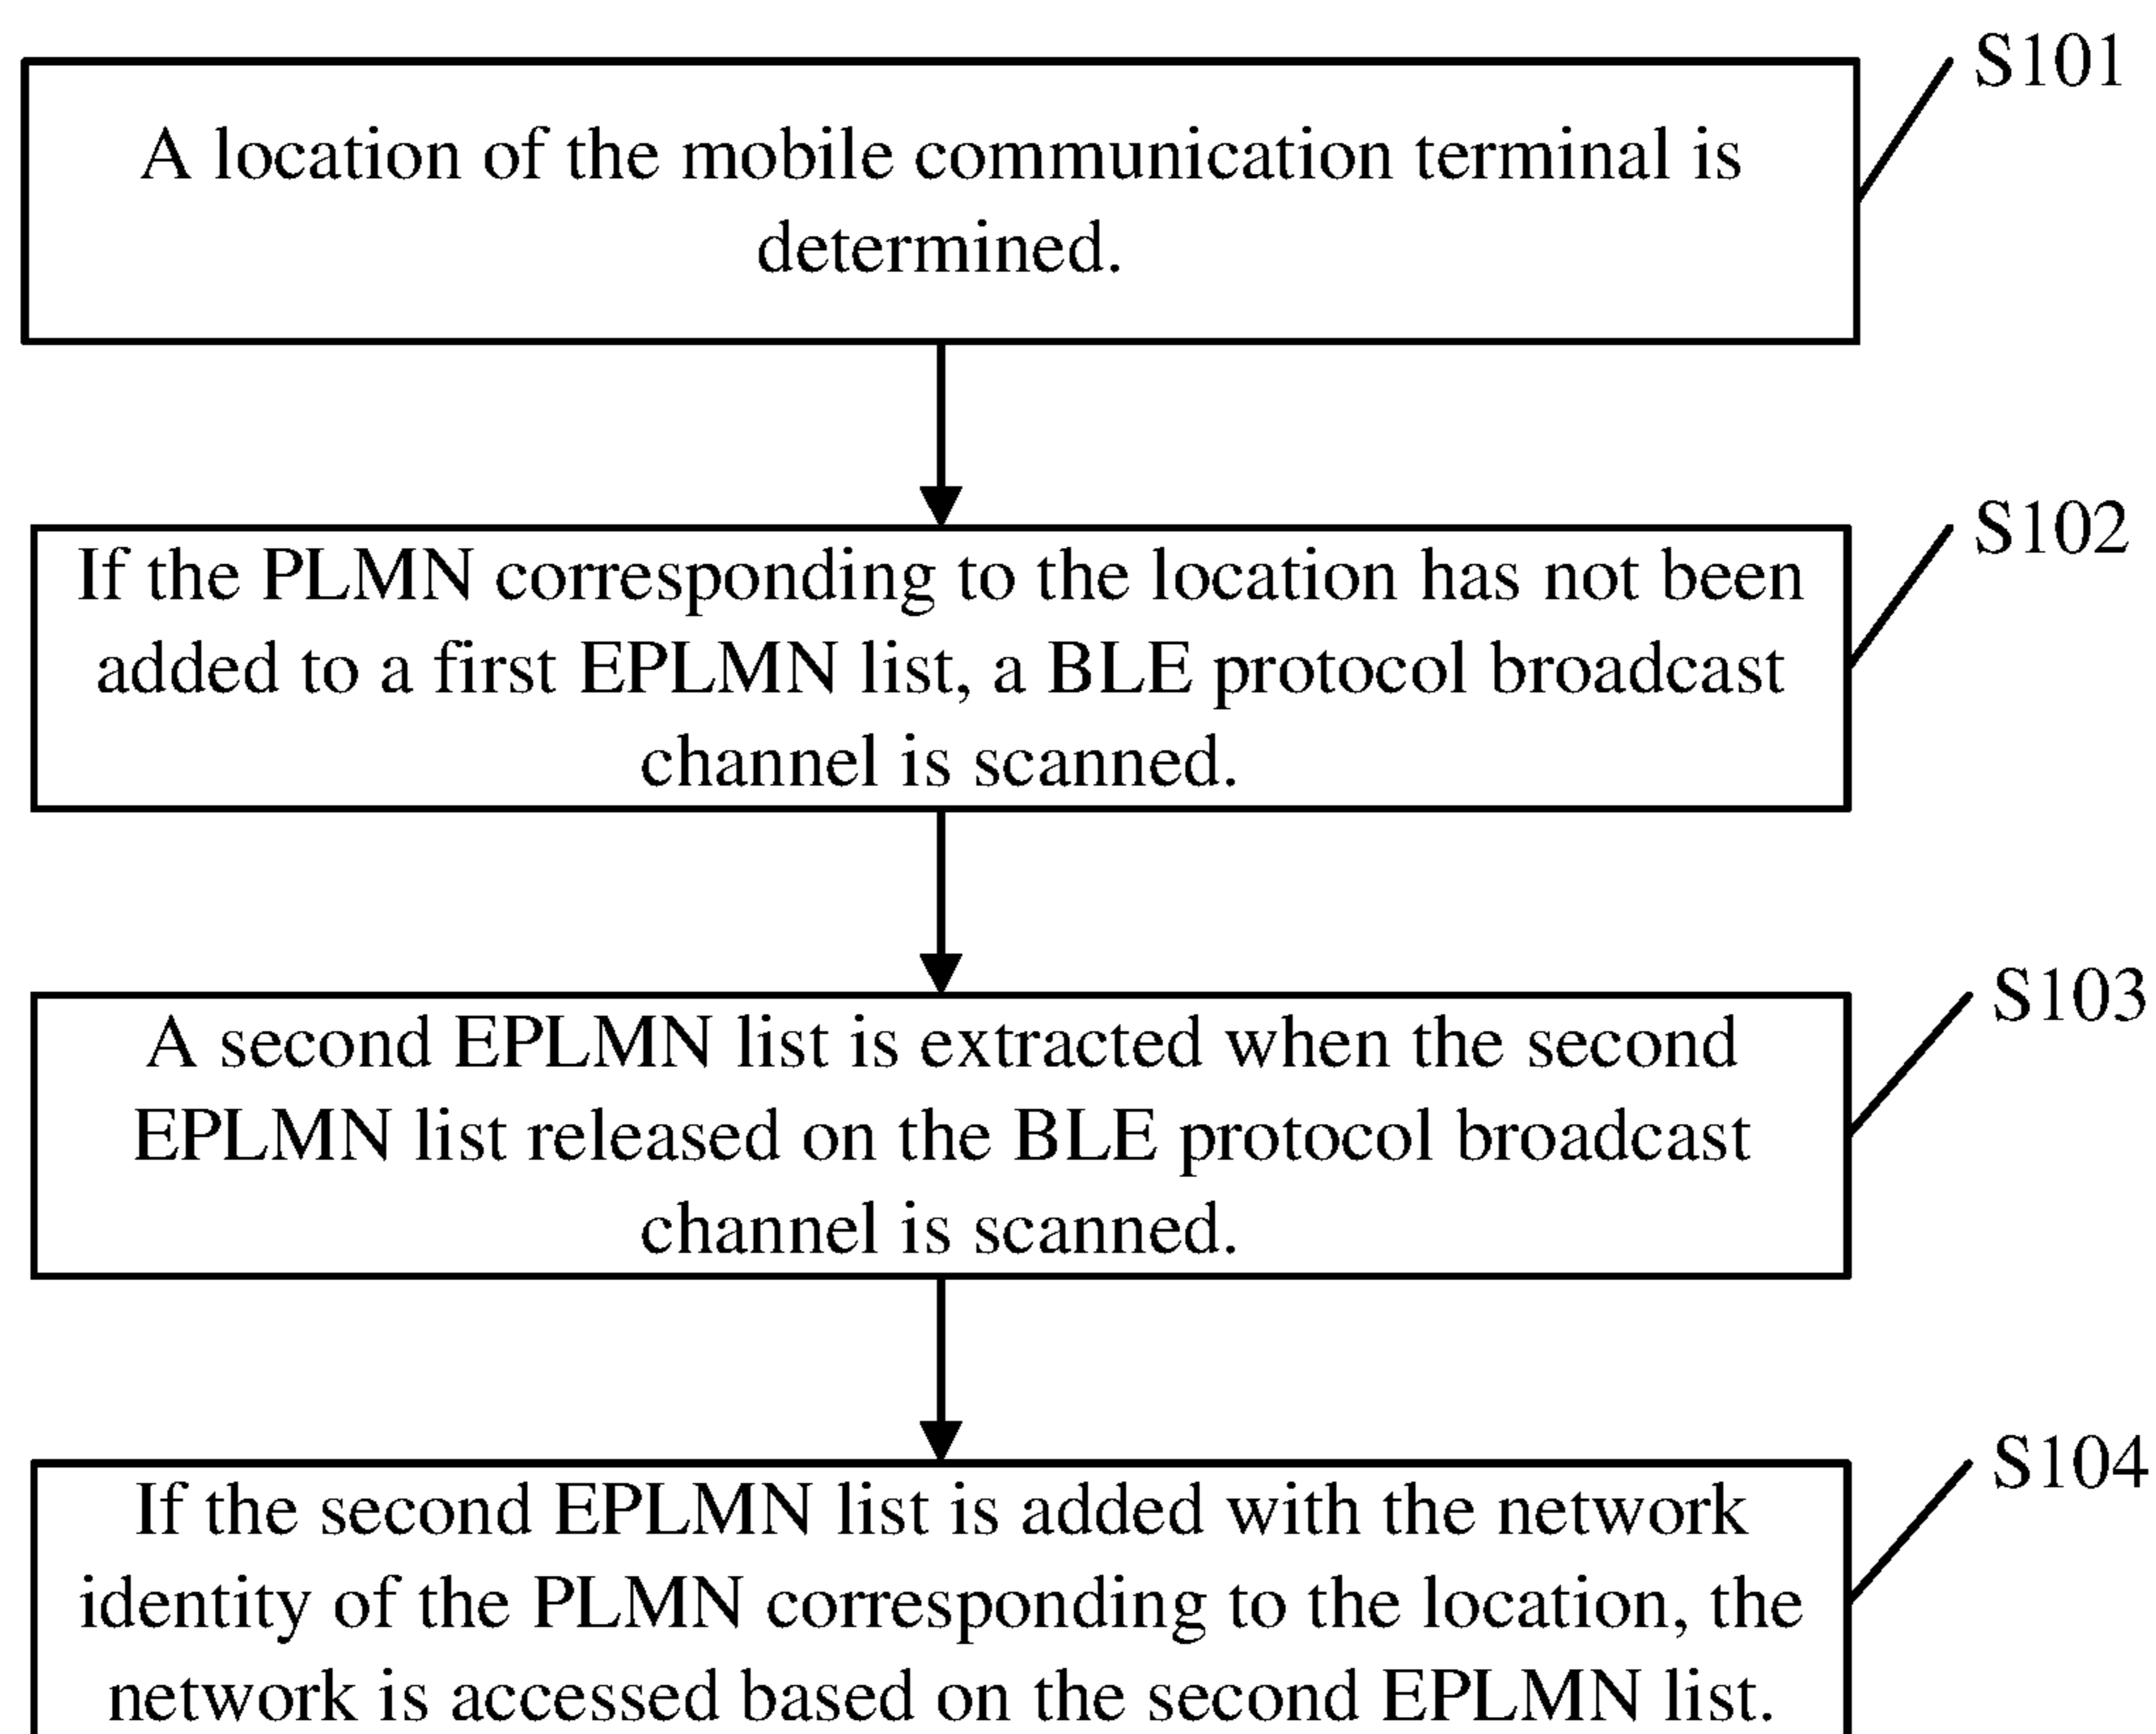 S101
A location of the mobile communication terminal is
determined.
S102
If the PLMN corresponding to the location has not been
added to a first EPLMN list, a BLE protocol broadcast
channel is scanned.
S103
A second EPLMN list is extracted when the second
EPLMN list released on the BLE protocol broadcast
channel is scanned.
S104
If the second EPLMN list is added with the network
identity of the PLMN corresponding to the location, the
network is accessed based on the second EPLMN list.